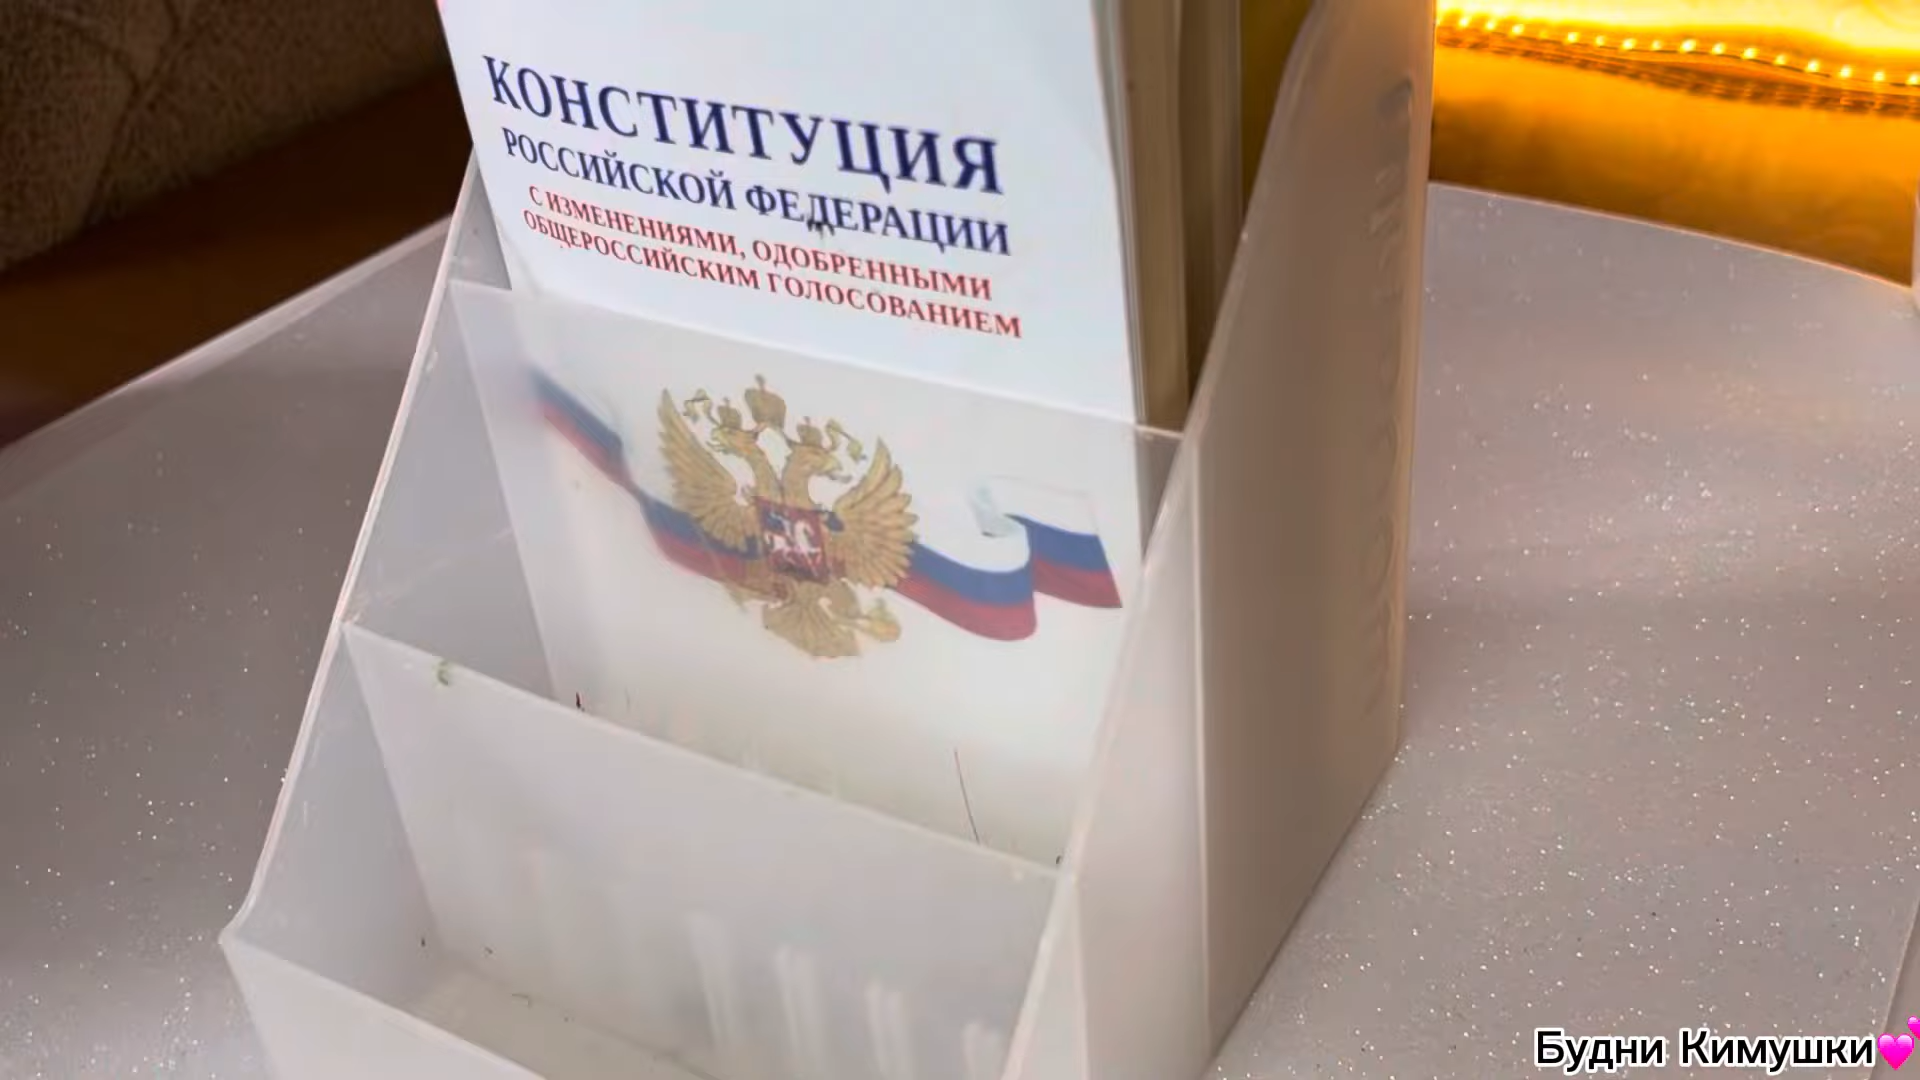 КОНСТИТУЦИЯ
РОССИЙСКОЙ ФЕДЕРАЦИИ
С ИЗМЕНЕНИЯМИ, ОДОБРЕННЫМИ
ОБЩЕРОССИЙСКИМ ГОЛОСОВАНИЕМ
Будни Кимушки